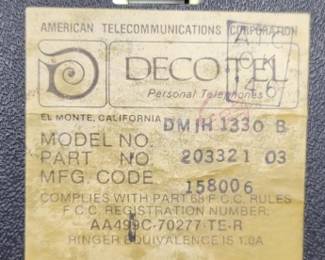 AMERICAN TELECOMMUNICATIONS CORPORATION
DECOTEL
Personal Telephones
EL MONTE, CALIFORNIA
MODEL NO. DMIH 1330 B
PART NO. 203321 03
MFG. CODE 158006
COMPLIES WITH PART 68 F.C.C. RULES
F.C.C. REGISTRATION NUMBER:
AA499C-70277-TE-R
RINGER EQUIVALENCE IS 1.0A